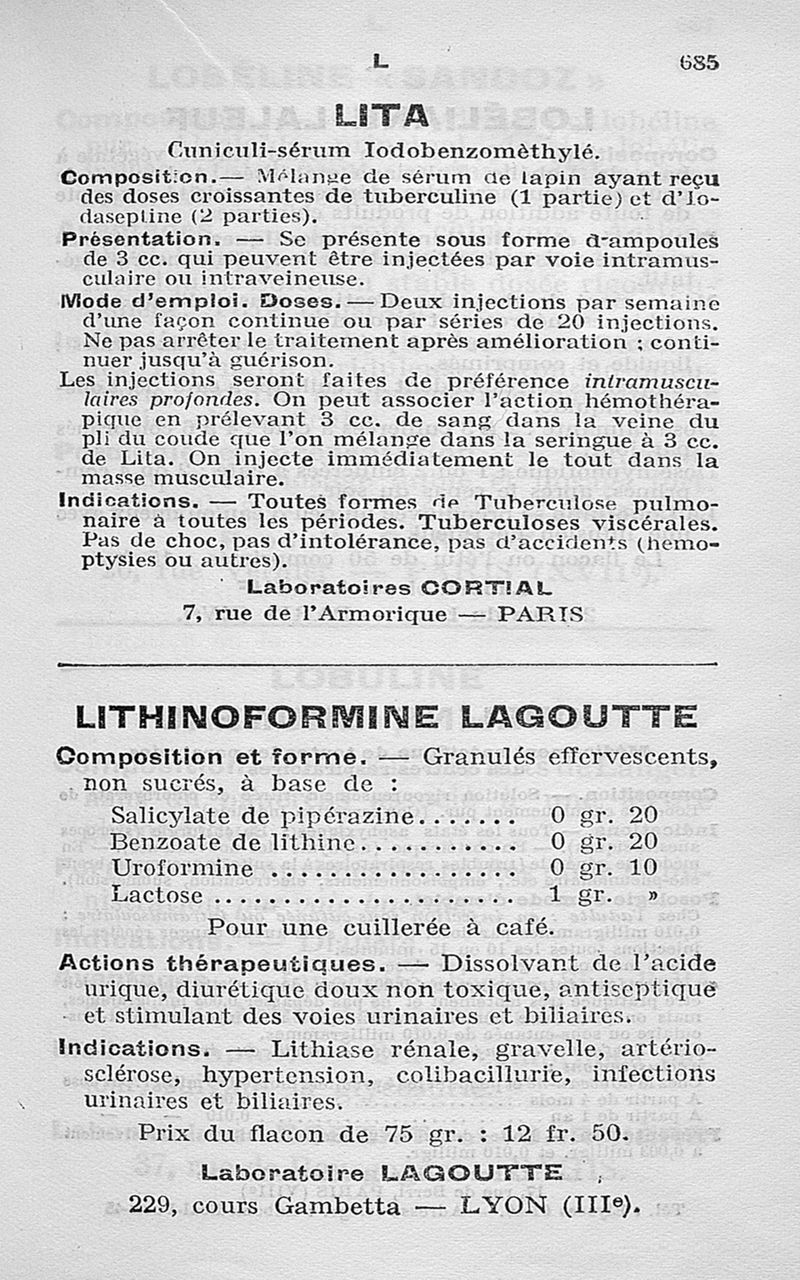 L 685
LITA
Cuniculi-sérum Iodobenzomèthylé.
Composition.— Mélange de sérum de lapin ayant reçu
des doses croissantes de tuberculine (1 partie) et d'Io-
daseptine (2 parties).
Présentation. — Se présente sous forme d'ampoules
de 3 cc. qui peuvent être injectées par voie intramus-
culaire ou intraveineuse.
Mode d'emploi. Doses. — Deux injections par semaine
d'une façon continue ou par séries de 20 injections.
Ne pas arrêter le traitement après amélioration ; conti-
nuer jusqu'à guérison.
Les injections seront faites de préférence intramuscu-
laires profondes. On peut associer l'action hémothéra-
pique en prélevant 3 cc. de sang dans la veine du
pli du coude que l'on mélange dans la seringue à 3 cc.
de Lita. On injecte immédiatement le tout dans la
masse musculaire.
Indications. — Toutes formes de Tuberculose pulmo-
naire à toutes les périodes. Tuberculoses viscérales.
Pas de choc, pas d'intolérance, pas d'accidents (hemo-
ptysies ou autres).
Laboratoires CORTIAL
7, rue de l'Armorique — PARIS
LITHINOFORMINE LAGOUTTE
Composition et forme. — Granulés effervescents,
non sucrés, à base de :
Salicylate de pipérazine...... 0 gr. 20
Benzoate de lithine........... 0 gr. 20
Uroformine ................. 0 gr. 10
Lactose ..................... 1 gr. »
Pour une cuillerée à café.
Actions thérapeutiques. — Dissolvant de l'acide
urique, diurétique doux non toxique, antiseptique
et stimulant des voies urinaires et biliaires.
Indications. — Lithiase rénale, gravelle, artério-
sclérose, hypertension, colibacillurie, infections
urinaires et biliaires.
Prix du flacon de 75 gr. : 12 fr. 50.
Laboratoire LAGOUTTE
229, cours Gambetta — LYON (IIIe).